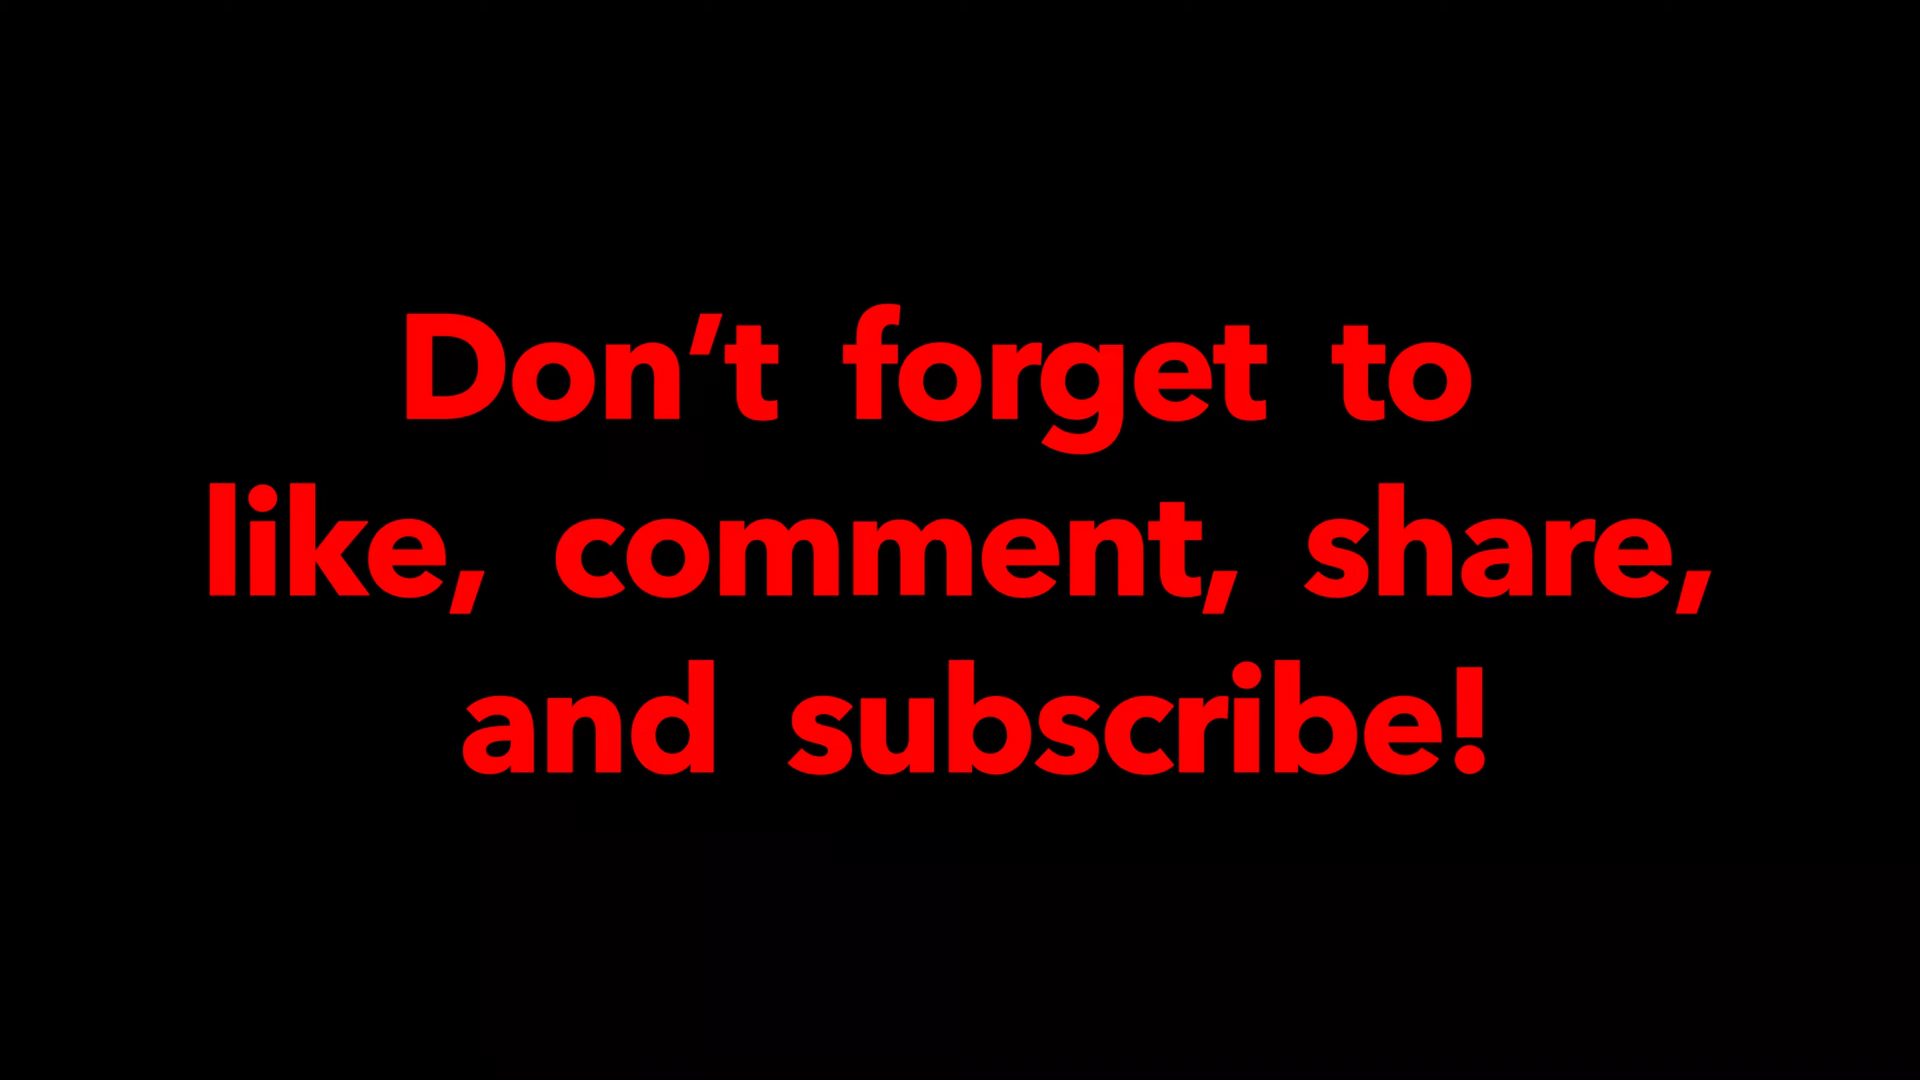 Don’t forget to
like, comment, share,
and subscribe!